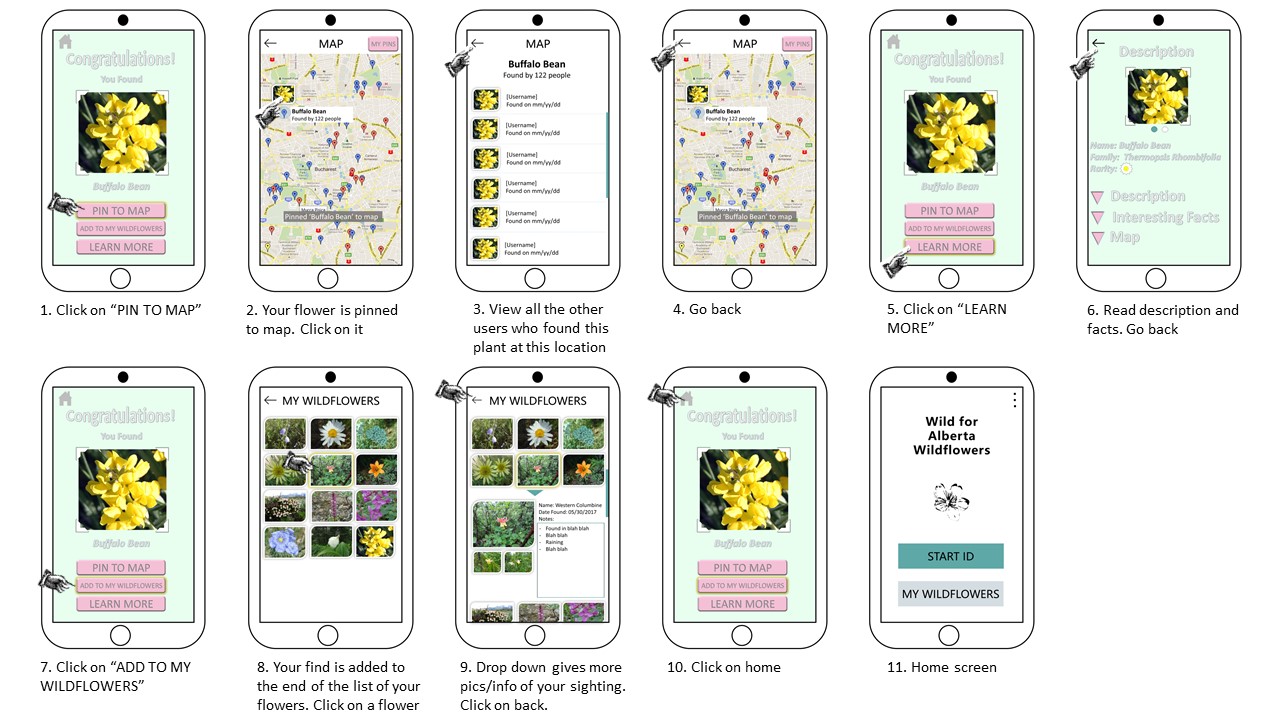 Congratulations!
You Found
Buffalo Bean
PIN TO MAP
ADD TO MY WILDFLOWERS
LEARN MORE
1. Click on “PIN TO MAP”
MAP
MY PINS
Buffalo Bean
Found by 122 people
Bucharest
Pinned ‘Buffalo Bean’ to map
2. Your flower is pinned
to map. Click on it
MAP
Buffalo Bean
Found by 122 people
[Username]
Found on mm/yy/dd
[Username]
Found on mm/yy/dd
[Username]
Found on mm/yy/dd
[Username]
Found on mm/yy/dd
[Username]
Found on mm/yy/dd
[Username]
Found on mm/yy/dd
3. View all the other
users who found this
plant at this location
MAP
MY PINS
Buffalo Bean
Found by 122 people
Bucharest
Pinned ‘Buffalo Bean’ to map
4. Go back
Congratulations!
You Found
Buffalo Bean
PIN TO MAP
ADD TO MY WILDFLOWERS
LEARN MORE
5. Click on “LEARN
MORE”
Description
Name: Buffalo Bean
Family: Thermopsis Rhombifolia
Rarity:
Description
Interesting Facts
Map
6. Read description and
facts. Go back
Congratulations!
You Found
Buffalo Bean
PIN TO MAP
ADD TO MY WILDFLOWERS
LEARN MORE
7. Click on “ADD TO MY
WILDFLOWERS”
MY WILDFLOWERS
8. Your find is added to
the end of the list of your
flowers. Click on a flower
MY WILDFLOWERS
Name: Western Columbine
Date Found: 05/30/2017
Notes:
- Found in blah blah
- Blah blah
- Raining
- Blah blah
9. Drop down gives more
pics/info of your sighting.
Click on back.
Congratulations!
You Found
Buffalo Bean
PIN TO MAP
ADD TO MY WILDFLOWERS
LEARN MORE
10. Click on home
Wild for
Alberta
Wildflowers
START ID
MY WILDFLOWERS
11. Home screen